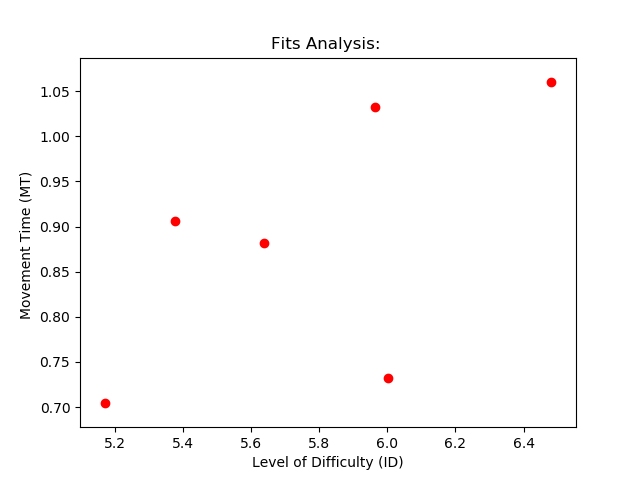 Fits Analysis:
1.05
1.00
0.95
0.90
0.85
0.80
0.75
0.70
Movement Time (MT)
5.2 5.4 5.6 5.8 6.0 6.2 6.4
Level of Difficulty (ID)